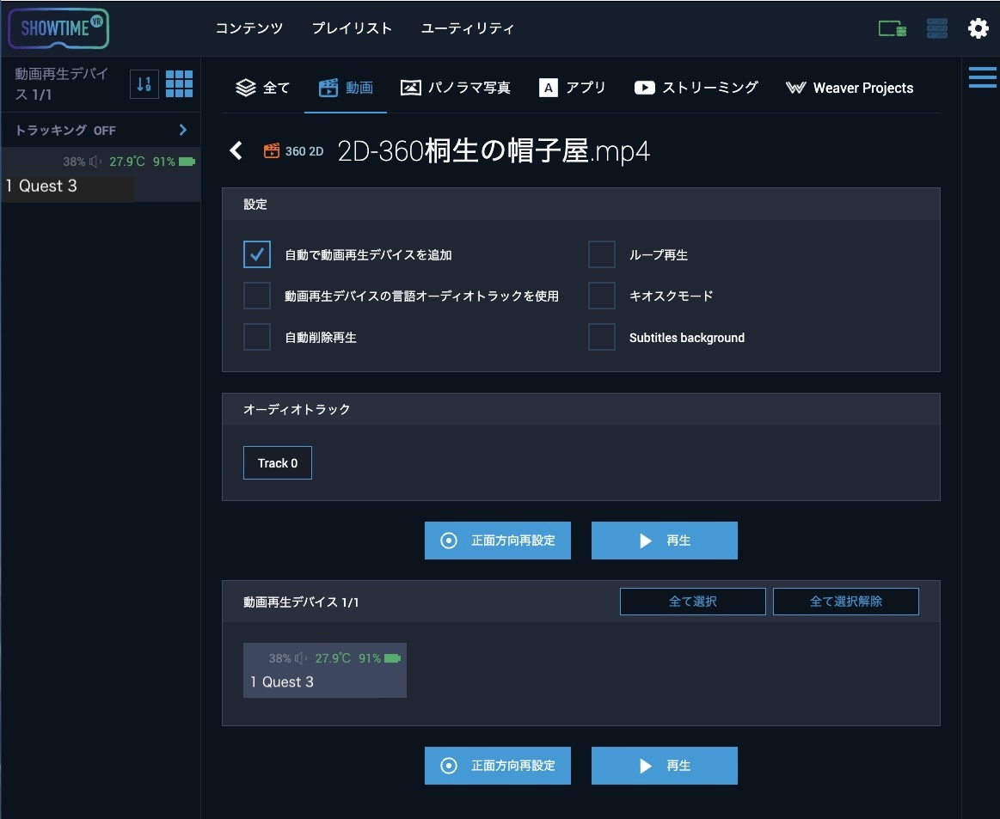 SHOWTIME VR
コンテンツ プレイリスト ユーティリティ
動画再生デバイ
ス 1/1
トラッキング OFF
38% 27.9℃ 91%
1 Quest 3
全て 動画 パノラマ写真 A アプリ ストリーミング Weaver Projects
360 2D 2D-360桐生の帽子屋.mp4
設定
自動で動画再生デバイスを追加 ループ再生
動画再生デバイスの言語オーディオトラックを使用 キオスクモード
自動削除再生 Subtitles background
オーディオトラック
Track 0
正面方向再設定 再生
動画再生デバイス 1/1 全て選択 全て選択解除
38% 27.9℃ 91%
1 Quest 3
正面方向再設定 再生